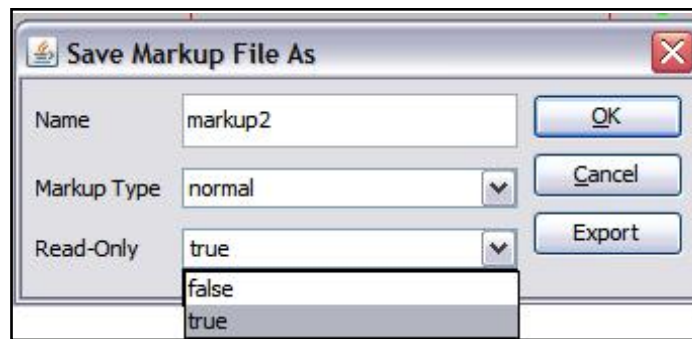 Save Markup File As
Name
markup2
OK
Markup Type
normal
Cancel
Read-Only
true
Export
false
true